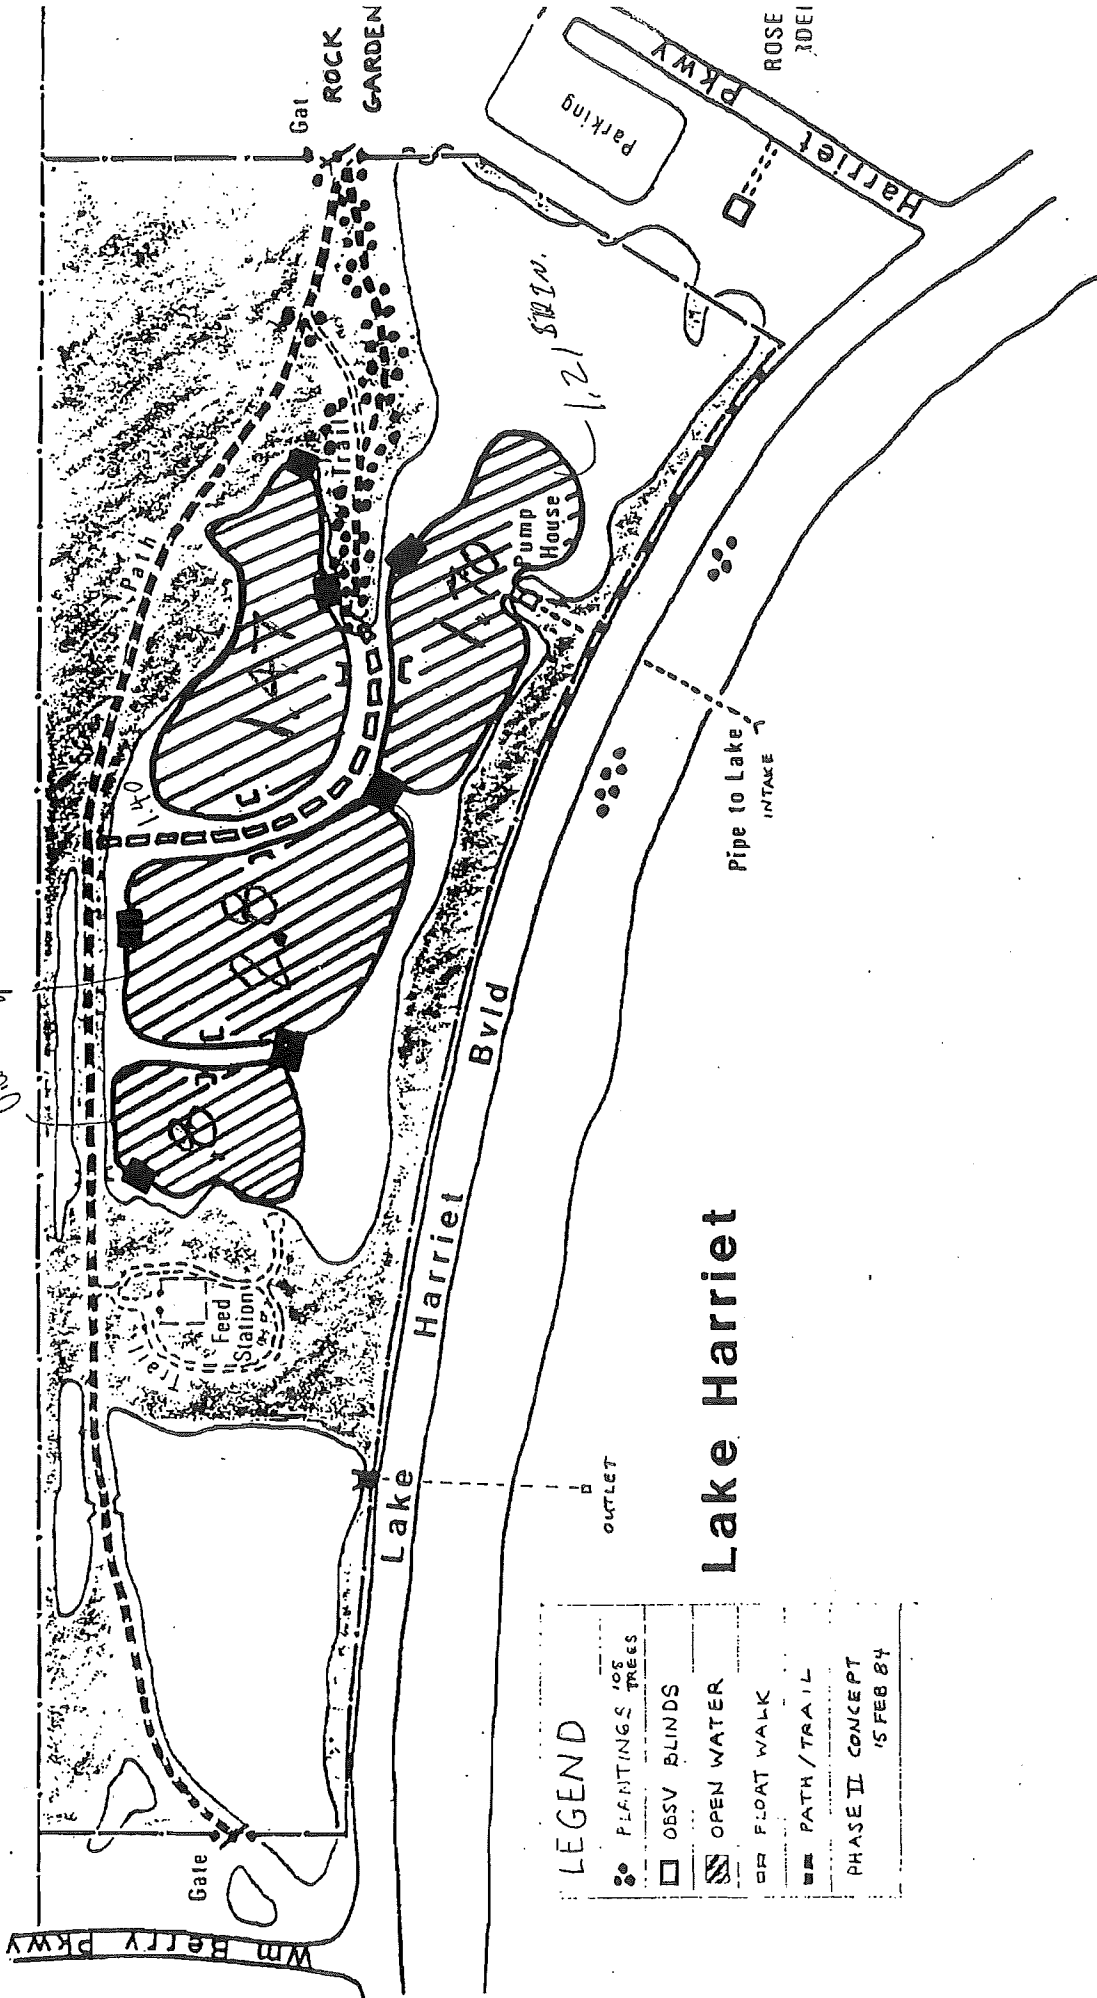 Wm Berry Pkwy
Gate
Path
Trail
Feed
Station
Trail
1.40
Gat
ROCK
GARDEN
Pump
House
1.21
Parking
Harriet Pkwy
ROSE
Lake Harriet Bvld
OUTLET
Pipe to Lake
INTAKE
Lake Harriet
LEGEND
PLANTINGS 108 TREES
OBSV BLINDS
OPEN WATER
FLOAT WALK
PATH/TRAIL
PHASE II CONCEPT
15 FEB 84